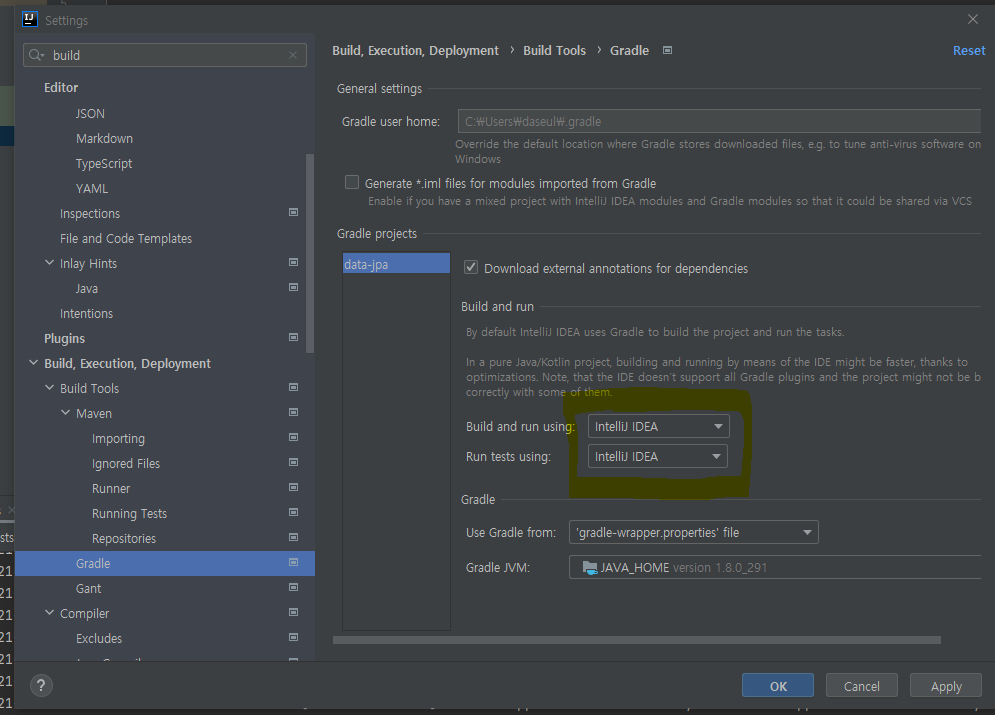 Settings
build
Editor
JSON
Markdown
TypeScript
YAML
Inspections
File and Code Templates
Inlay Hints
Java
Intentions
Plugins
Build, Execution, Deployment
Build Tools
Maven
Importing
Ignored Files
Runner
Running Tests
Repositories
Gradle
Gant
Compiler
Excludes
Build, Execution, Deployment › Build Tools › Gradle
Reset
General settings
Gradle user home: C:₩Users₩daseul₩.gradle
Override the default location where Gradle stores downloaded files, e.g. to tune anti-virus software on
Windows
Generate *.iml files for modules imported from Gradle
Enable if you have a mixed project with IntelliJ IDEA modules and Gradle modules so that it could be shared via VCS
Gradle projects
data-jpa
Download external annotations for dependencies
Build and run
By default IntelliJ IDEA uses Gradle to build the project and run the tasks.
In a pure Java/Kotlin project, building and running by means of the IDE might be faster, thanks to
optimizations. Note, that the IDE doesn't support all Gradle plugins and the project might not be b
correctly with some of them.
Build and run using: IntelliJ IDEA
Run tests using: IntelliJ IDEA
Gradle
Use Gradle from: 'gradle-wrapper.properties' file
Gradle JVM: JAVA_HOME version 1.8.0_291
?
OK
Cancel
Apply
sts
21
21
21
21
21
21
21